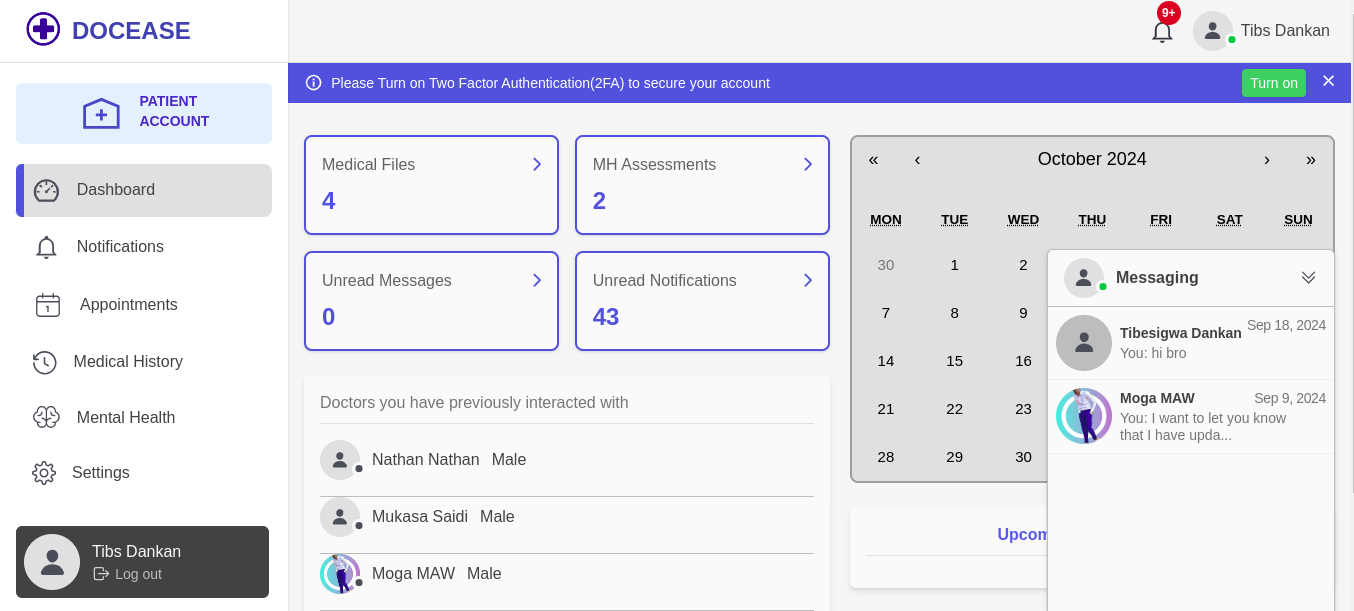 DOCEASE
PATIENT
ACCOUNT
Dashboard
Notifications
Appointments
Medical History
Mental Health
Settings
Tibs Dankan
Log out
9+
Tibs Dankan
Please Turn on Two Factor Authentication(2FA) to secure your account
Turn on
Medical Files
4
MH Assessments
2
Unread Messages
0
Unread Notifications
43
Doctors you have previously interacted with
Nathan Nathan Male
Mukasa Saidi Male
Moga MAW Male
« ‹ October 2024 › »
MON TUE WED THU FRI SAT SUN
30 1 2
7 8 9
14 15 16
21 22 23
28 29 30
Upcom
Messaging
Tibesigwa Dankan Sep 18, 2024
You: hi bro
Moga MAW Sep 9, 2024
You: I want to let you know
that I have upda...